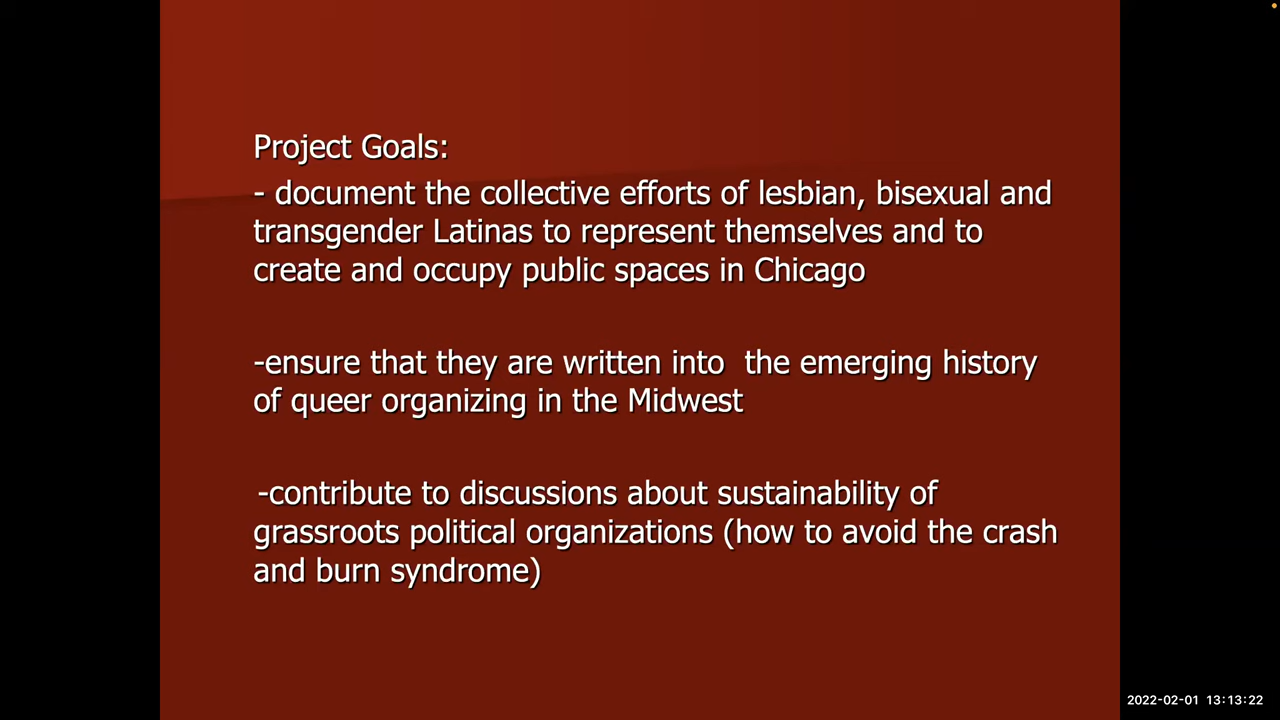 Project Goals:
- document the collective efforts of lesbian, bisexual and
transgender Latinas to represent themselves and to
create and occupy public spaces in Chicago
-ensure that they are written into  the emerging history
of queer organizing in the Midwest
-contribute to discussions about sustainability of
grassroots political organizations (how to avoid the crash
and burn syndrome)
2022-02-01 13:13:22